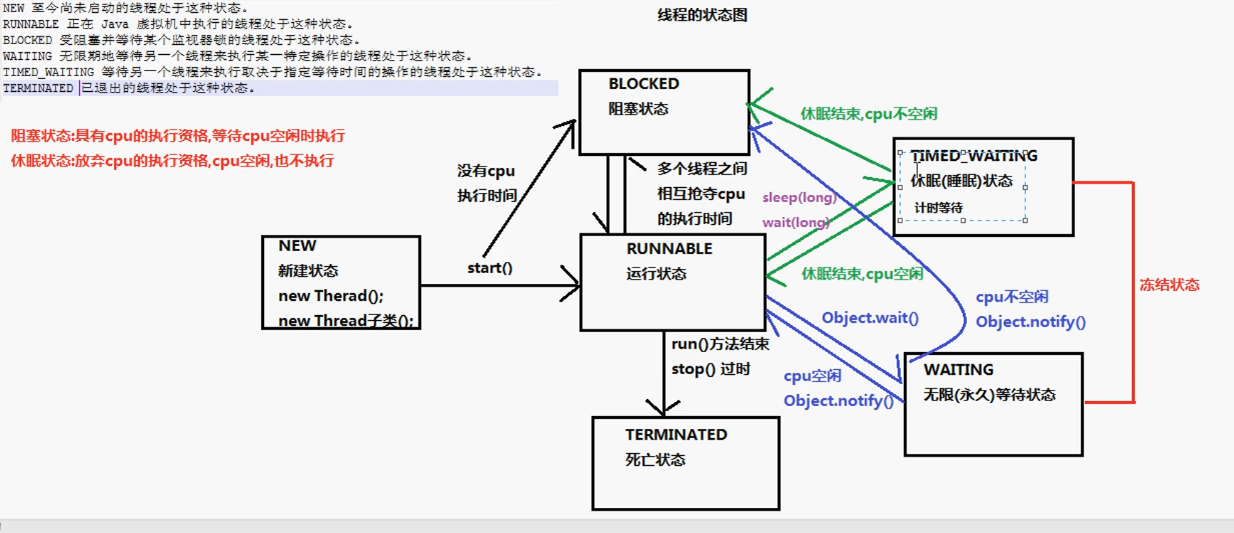 NEW 至今尚未启动的线程处于这种状态。
RUNNABLE 正在 Java 虚拟机中执行的线程处于这种状态。
BLOCKED 受阻塞并等待某个监视器锁的线程处于这种状态。
WAITING 无限期地等待另一个线程来执行某一特定操作的线程处于这种状态。
TIMED_WAITING 等待另一个线程来执行取决于指定等待时间的操作的线程处于这种状态。
TERMINATED 已退出的线程处于这种状态。
线程的状态图
阻塞状态:具有cpu的执行资格,等待cpu空闲时执行
休眠状态:放弃cpu的执行资格,cpu空闲,也不执行
BLOCKED
阻塞状态
休眠结束,cpu不空闲
TIMED_WAITING
休眠(睡眠)状态
计时等待
没有cpu
执行时间
多个线程之间
相互抢夺cpu
的执行时间
sleep(long)
wait(long)
NEW
新建状态
new Therad();
new Thread子类();
start()
RUNNABLE
运行状态
休眠结束,cpu空闲
冻结状态
Object.wait()
cpu不空闲
Object.notify()
run()方法结束
stop() 过时
cpu空闲
Object.notify()
WAITING
无限(永久)等待状态
TERMINATED
死亡状态